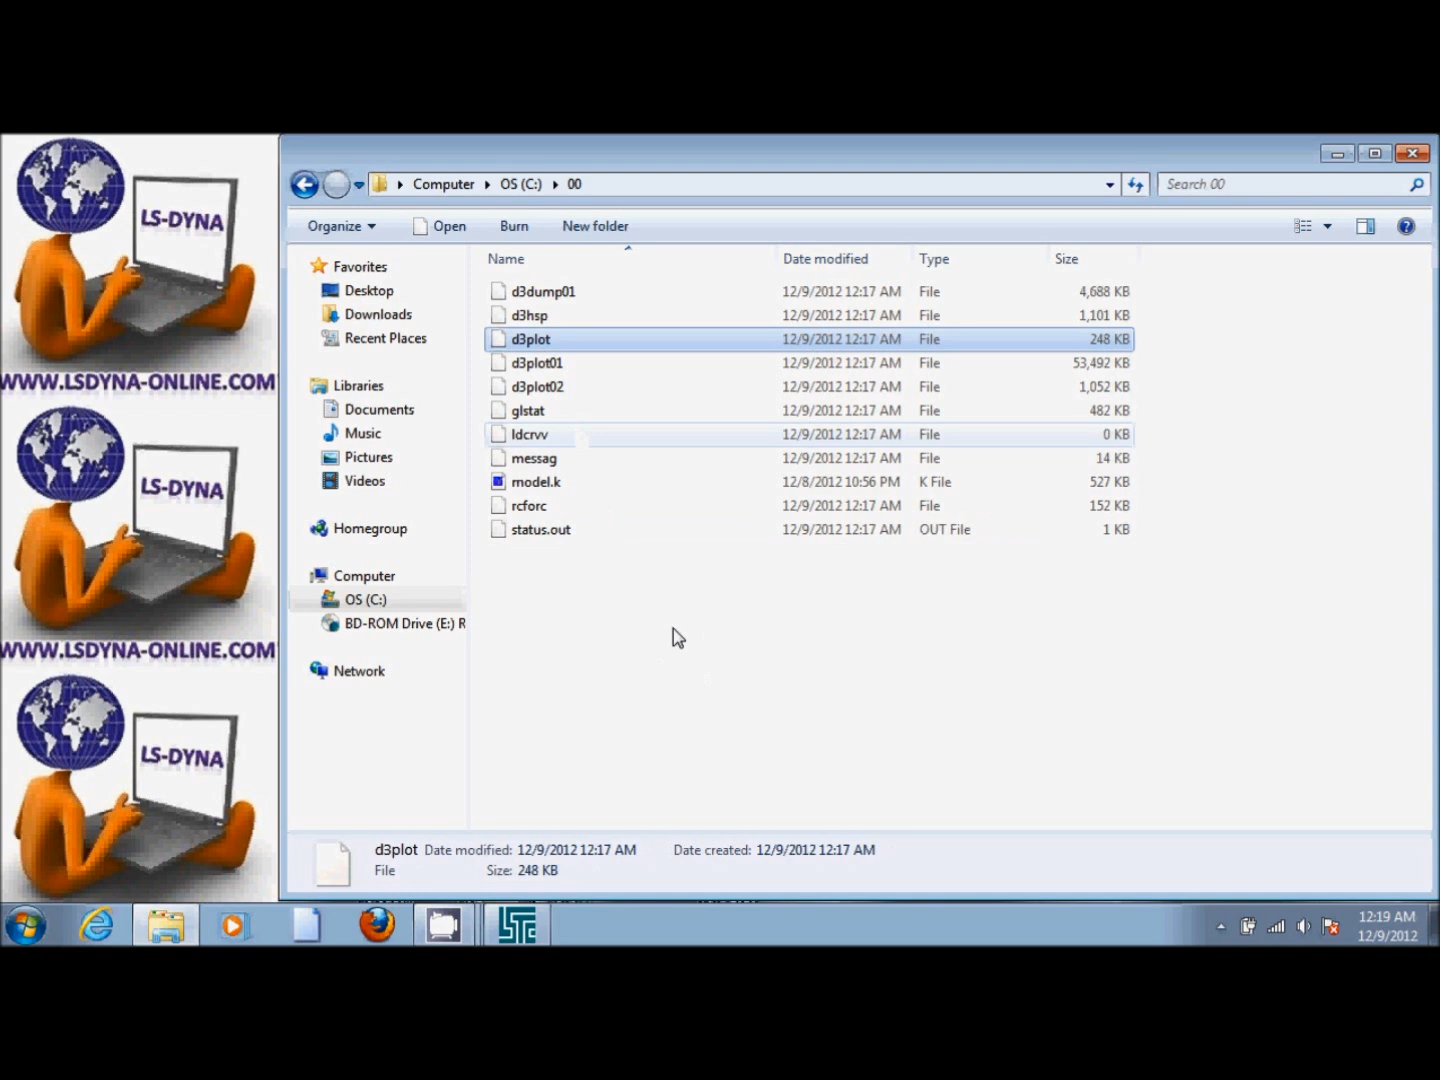 LS-DYNA
WWW.LSDYNA-ONLINE.COM
LS-DYNA
WWW.LSDYNA-ONLINE.COM
LS-DYNA
Computer OS (C:) 00
Search 00
Organize Open Burn New folder
Favorites
Desktop
Downloads
Recent Places
Libraries
Documents
Music
Pictures
Videos
Homegroup
Computer
OS (C:)
BD-ROM Drive (E:) R
Network
Name Date modified Type Size
d3dump01 12/9/2012 12:17 AM File 4,688 KB
d3hsp 12/9/2012 12:17 AM File 1,101 KB
d3plot 12/9/2012 12:17 AM File 248 KB
d3plot01 12/9/2012 12:17 AM File 53,492 KB
d3plot02 12/9/2012 12:17 AM File 1,052 KB
glstat 12/9/2012 12:17 AM File 482 KB
ldcrvv 12/9/2012 12:17 AM File 0 KB
messag 12/9/2012 12:17 AM File 14 KB
model.k 12/8/2012 10:56 PM K File 527 KB
rcforc 12/9/2012 12:17 AM File 152 KB
status.out 12/9/2012 12:17 AM OUT File 1 KB
d3plot Date modified: 12/9/2012 12:17 AM Date created: 12/9/2012 12:17 AM
File Size: 248 KB
12:19 AM
12/9/2012